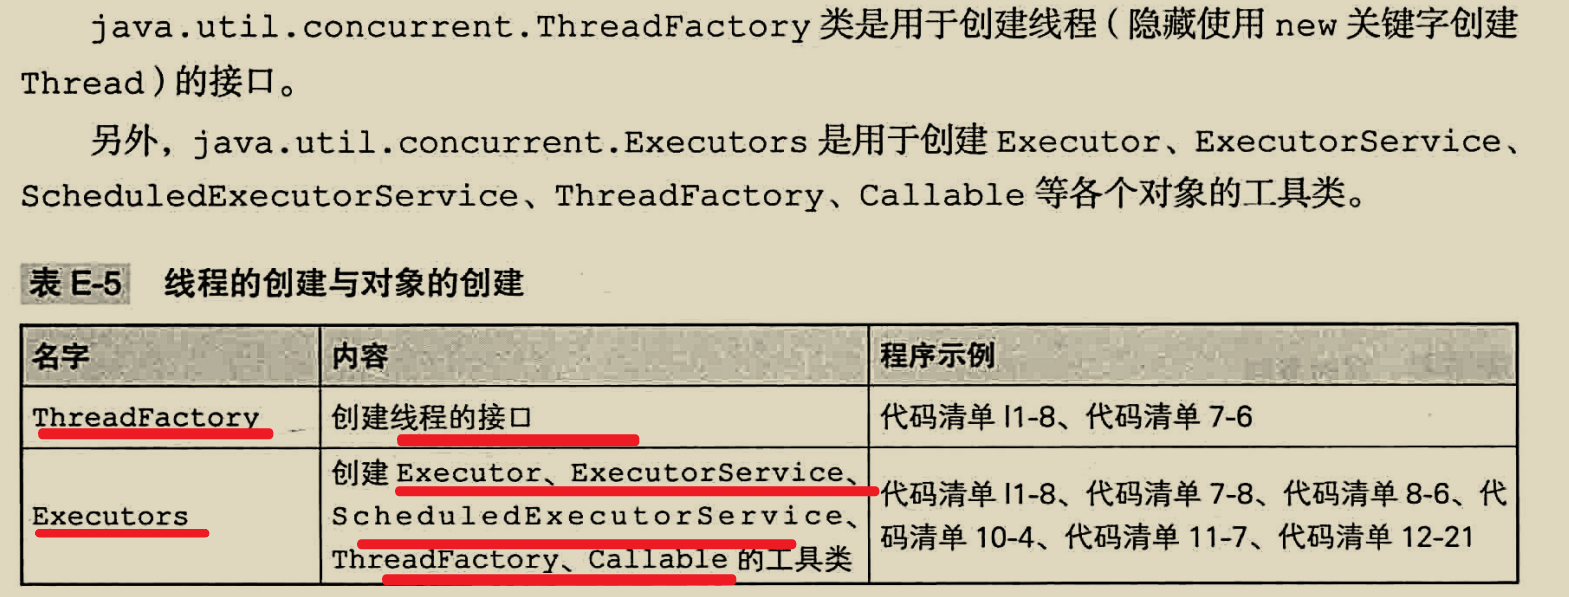 java.util.concurrent.ThreadFactory 类是用于创建线程(隐藏使用 new 关键字创建
Thread)的接口。
另外，java.util.concurrent.Executors 是用于创建 Executor、ExecutorService、
ScheduledExecutorService、ThreadFactory、Callable 等各个对象的工具类。
表 E-5 线程的创建与对象的创建
名字 内容 程序示例
ThreadFactory 创建线程的接口 代码清单 I1-8、代码清单 7-6
Executors
创建 Executor、ExecutorService、
ScheduledExecutorService、
ThreadFactory、Callable 的工具类
代码清单 I1-8、代码清单 7-8、代码清单 8-6、代
码清单 10-4、代码清单 11-7、代码清单 12-21